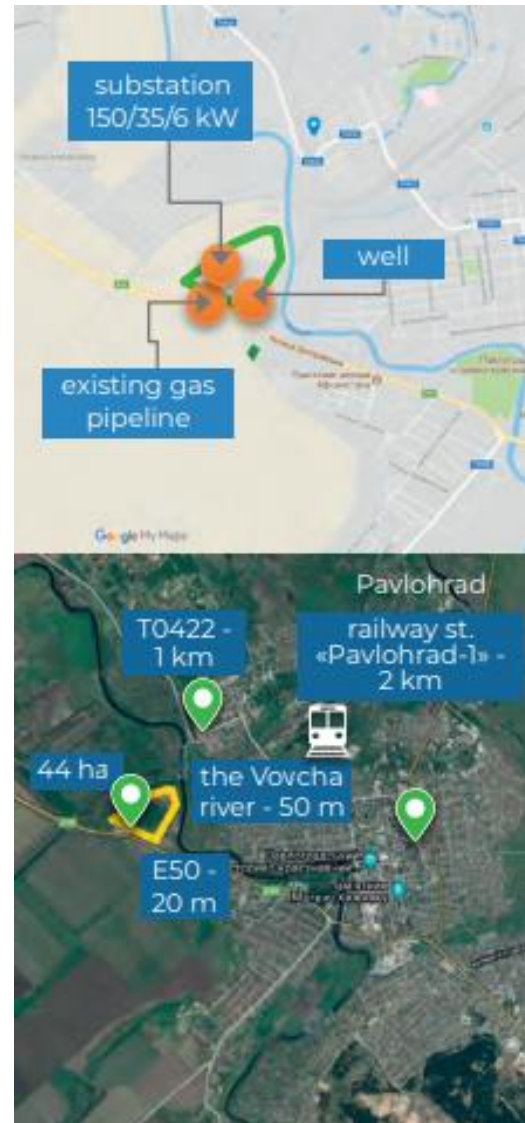 substation
150/35/6 kW
well
existing gas
pipeline
Google My Maps
Pavlohrad
T0422 -
1 km
railway st.
«Pavlohrad-1» -
2 km
44 ha
the Vovcha
river - 50 m
E50 -
20 m